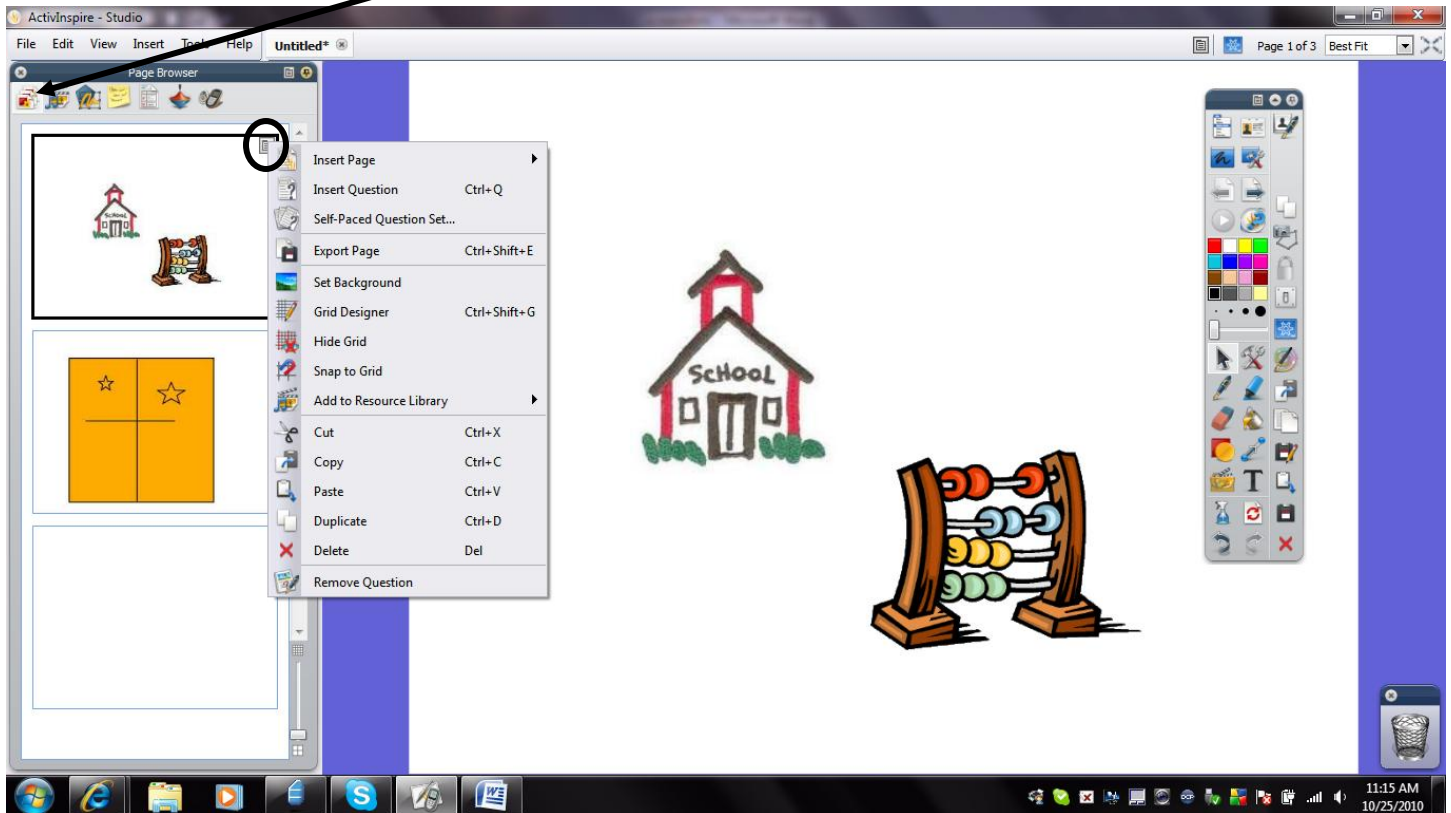 ActivInspire - Studio
File Edit View Insert Tools Help Untitled*
Page 1 of 3 Best Fit
Page Browser
SCHOOL
Insert Page
Insert Question Ctrl+Q
Self-Paced Question Set...
Export Page Ctrl+Shift+E
Set Background
Grid Designer Ctrl+Shift+G
Hide Grid
Snap to Grid
Add to Resource Library
Cut Ctrl+X
Copy Ctrl+C
Paste Ctrl+V
Duplicate Ctrl+D
Delete Del
Remove Question
SCHOOL
T
11:15 AM
10/25/2010